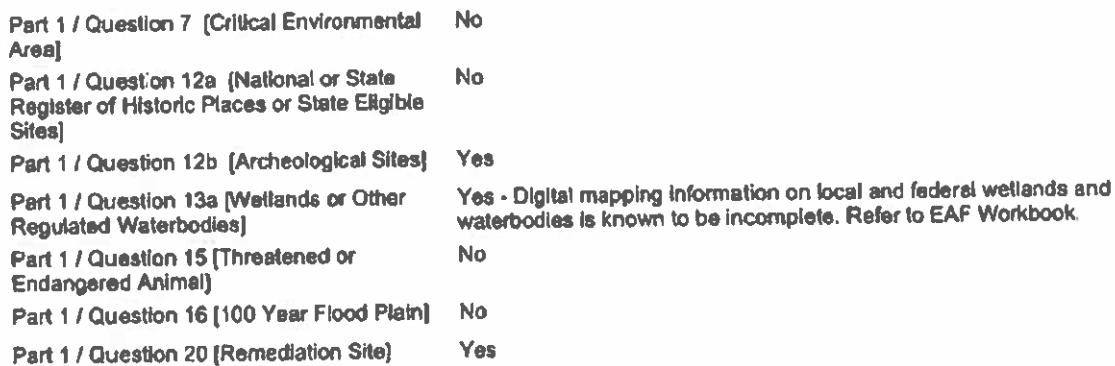 Part 1 / Question 7 [Critical Environmental Area] No
Part 1 / Question 12a [National or State Register of Historic Places or State Eligible Sites] No
Part 1 / Question 12b [Archeological Sites] Yes
Part 1 / Question 13a [Wetlands or Other Regulated Waterbodies] Yes - Digital mapping information on local and federal wetlands and waterbodies is known to be incomplete. Refer to EAF Workbook.
Part 1 / Question 15 [Threatened or Endangered Animal] No
Part 1 / Question 16 [100 Year Flood Plain] No
Part 1 / Question 20 [Remediation Site] Yes